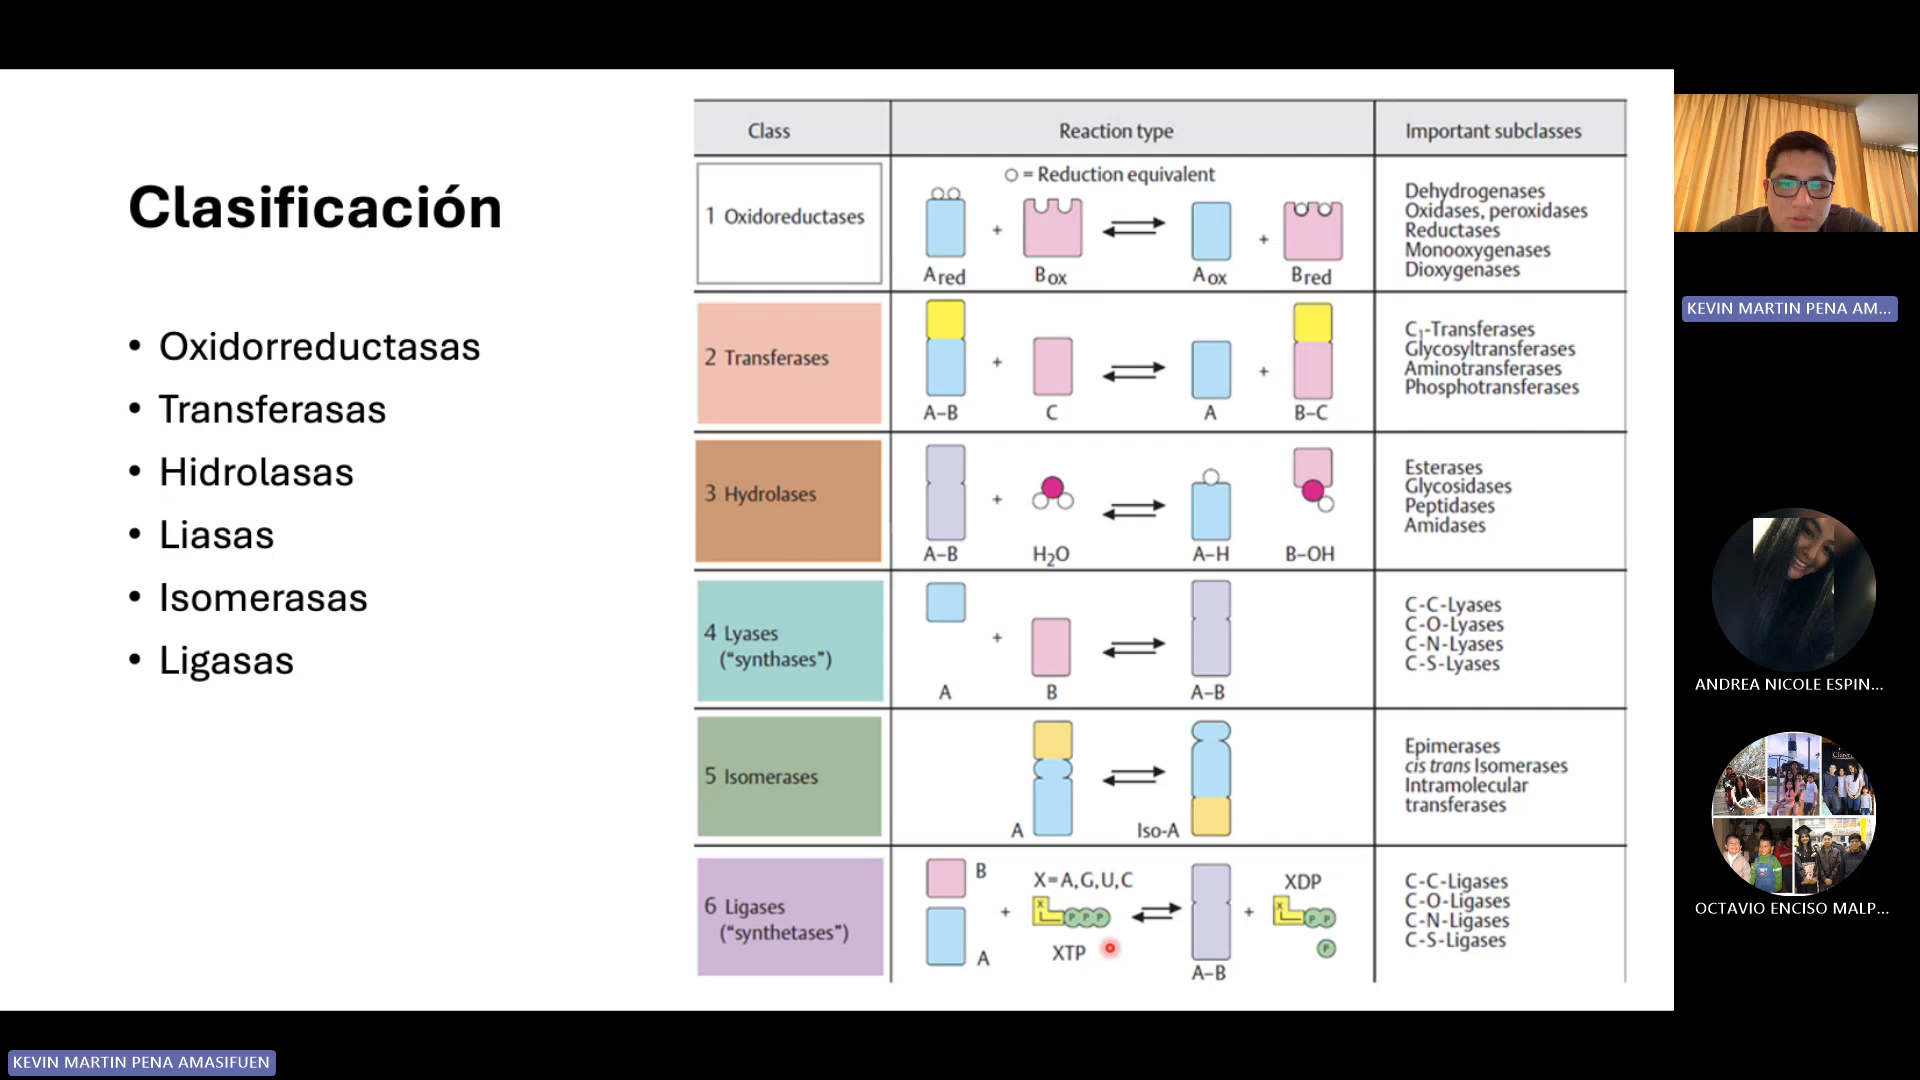 Clasificación
• Oxidorreductasas
• Transferasas
• Hidrolasas
• Liasas
• Isomerasas
• Ligasas
Class
Reaction type
Important subclasses
1 Oxidoreductases
= Reduction equivalent
A red
+
B ox
A ox
+
B red
Dehydrogenases
Oxidases, peroxidases
Reductases
Monooxygenases
Dioxygenases
2 Transferases
A–B
+
C
A
+
B–C
C₁-Transferases
Glycosyltransferases
Aminotransferases
Phosphotransferases
3 Hydrolases
A–B
+
H₂O
A–H
B–OH
Esterases
Glycosidases
Peptidases
Amidases
4 Lyases
("synthases")
A
+
B
A–B
C-C-Lyases
C-O-Lyases
C-N-Lyases
C-S-Lyases
5 Isomerases
A
Iso-A
Epimerases
cis trans Isomerases
Intramolecular
transferases
6 Ligases
("synthetases")
B
A
+
X=A,G,U,C
X
P P P
XTP
A–B
+
XDP
X
P P
P
C-C-Ligases
C-O-Ligases
C-N-Ligases
C-S-Ligases
KEVIN MARTIN PENA AM...
ANDREA NICOLE ESPIN...
OCTAVIO ENCISO MALP...
KEVIN MARTIN PENA AMASIFUEN